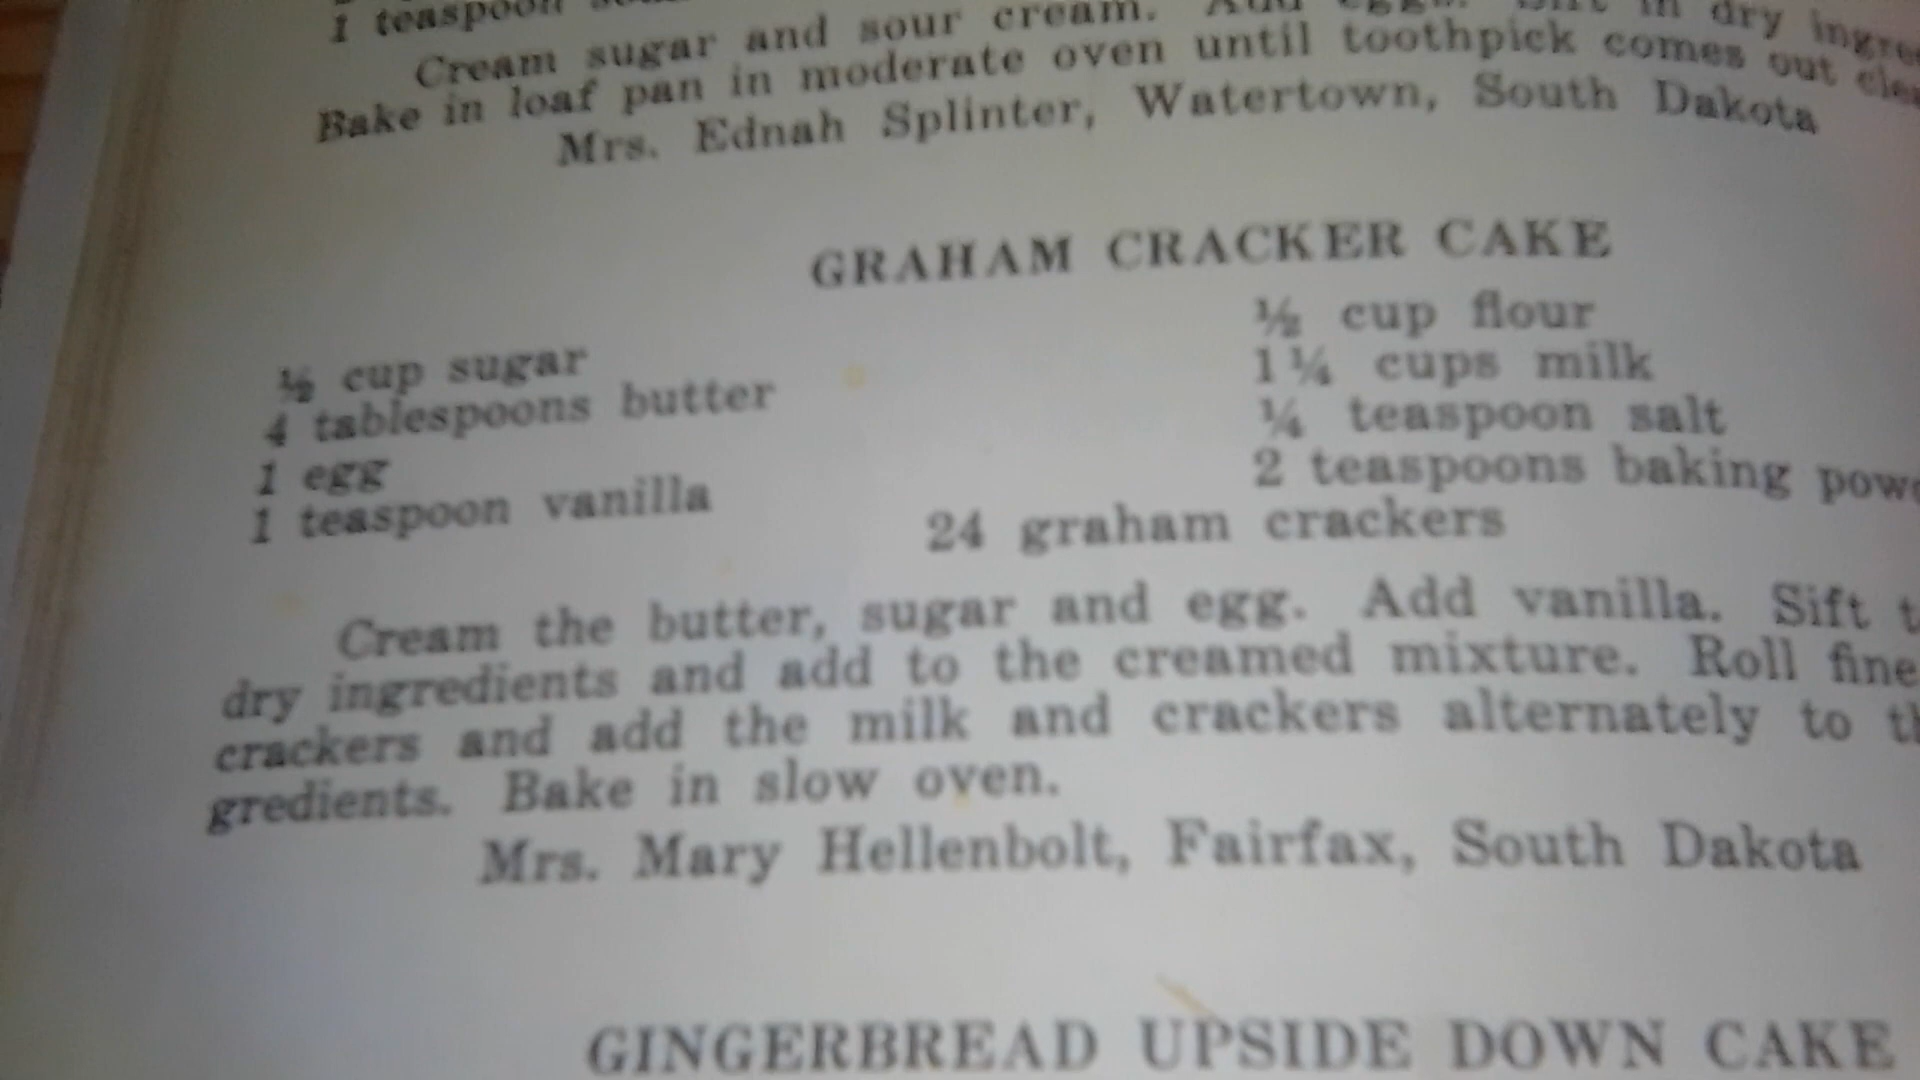 1 teaspoon
Cream sugar and sour cream. Add in dry
Bake in loaf pan in moderate oven until toothpick comes out
Mrs. Ednah Splinter, Watertown, South Dakota
GRAHAM CRACKER CAKE
½ cup sugar
4 tablespoons butter
1 egg
1 teaspoon vanilla
½ cup flour
1¼ cups milk
¼ teaspoon salt
2 teaspoons baking
24 graham crackers
Cream the butter, sugar and egg. Add vanilla. Sift
dry ingredients and add to the creamed mixture. Roll
crackers and add the milk and crackers alternately to
gredients. Bake in slow oven.
Mrs. Mary Hellenbolt, Fairfax, South Dakota
GINGERBREAD UPSIDE DOWN CAKE